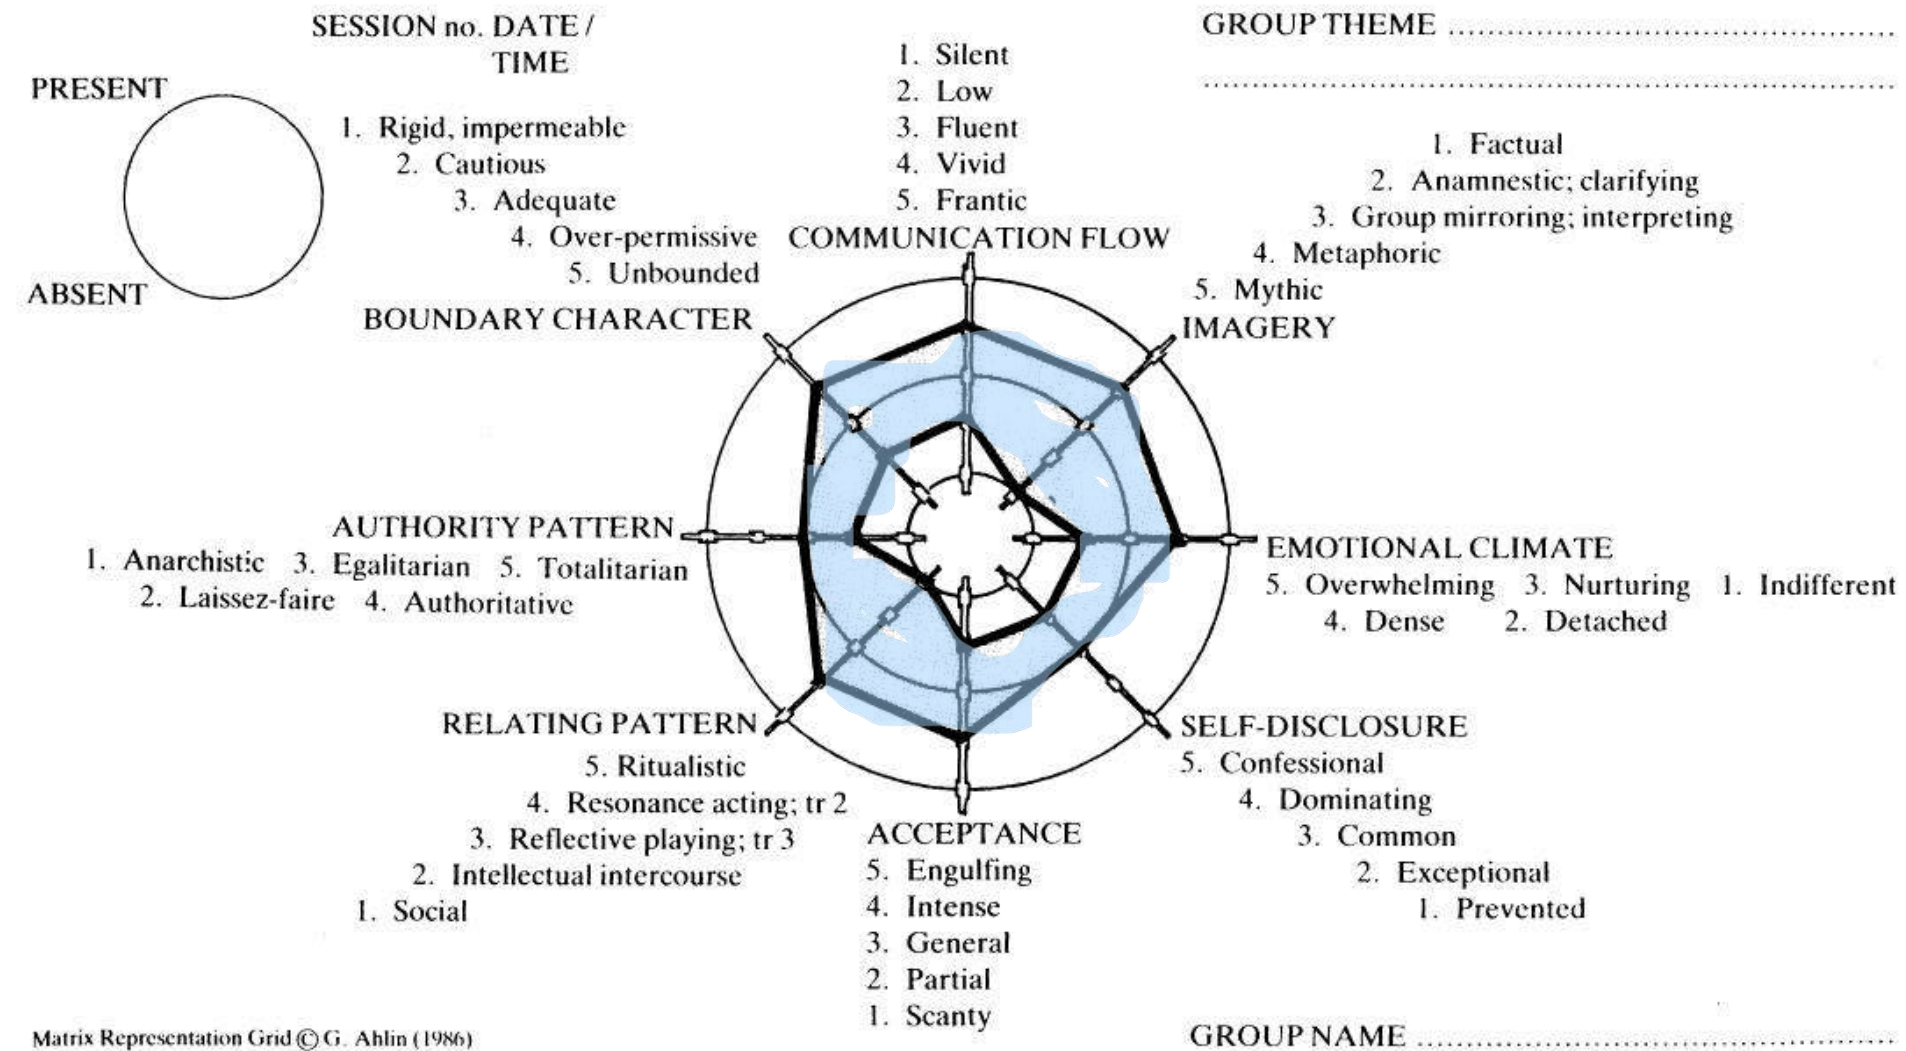 SESSION no. DATE /
TIME
GROUP THEME ........................................
................................................................
PRESENT
ABSENT
1. Silent
2. Low
3. Fluent
4. Vivid
5. Frantic
COMMUNICATION FLOW
1. Rigid, impermeable
2. Cautious
3. Adequate
4. Over-permissive
5. Unbounded
BOUNDARY CHARACTER
1. Factual
2. Anamnestic; clarifying
3. Group mirroring; interpreting
4. Metaphoric
5. Mythic
IMAGERY
AUTHORITY PATTERN
1. Anarchistic 3. Egalitarian 5. Totalitarian
2. Laissez-faire 4. Authoritative
EMOTIONAL CLIMATE
5. Overwhelming 3. Nurturing 1. Indifferent
4. Dense 2. Detached
RELATING PATTERN
5. Ritualistic
4. Resonance acting; tr 2
3. Reflective playing; tr 3
2. Intellectual intercourse
1. Social
ACCEPTANCE
5. Engulfing
4. Intense
3. General
2. Partial
1. Scanty
SELF-DISCLOSURE
5. Confessional
4. Dominating
3. Common
2. Exceptional
1. Prevented
Matrix Representation Grid © G. Ahlin (1986)
GROUP NAME ............................................